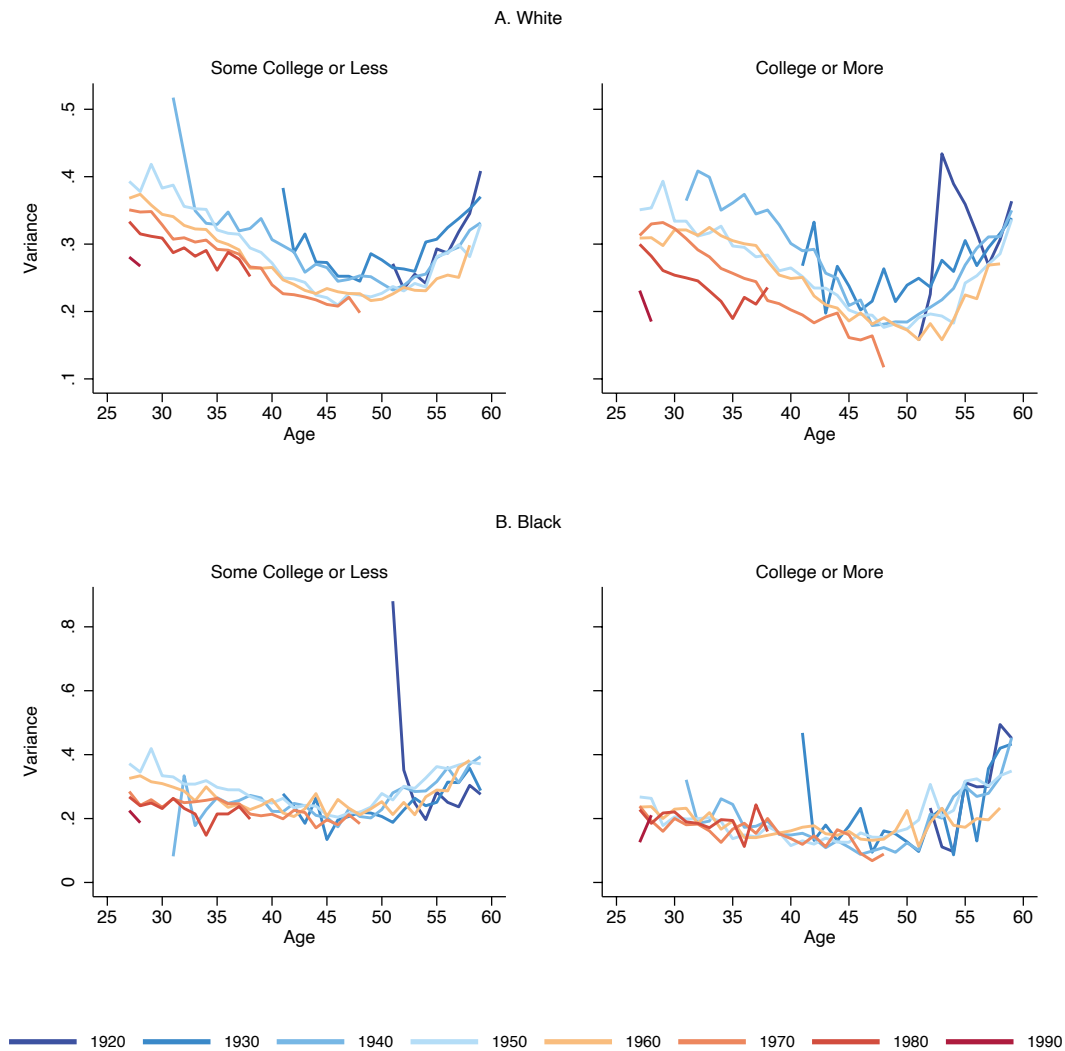 A. White
Some College or Less
College or More
Variance
.5
.4
.3
.2
.1
25 30 35 40 45 50 55 60
25 30 35 40 45 50 55 60
Age
Age
B. Black
Some College or Less
College or More
Variance
.8
.6
.4
.2
0
25 30 35 40 45 50 55 60
25 30 35 40 45 50 55 60
Age
Age
1920 1930 1940 1950 1960 1970 1980 1990